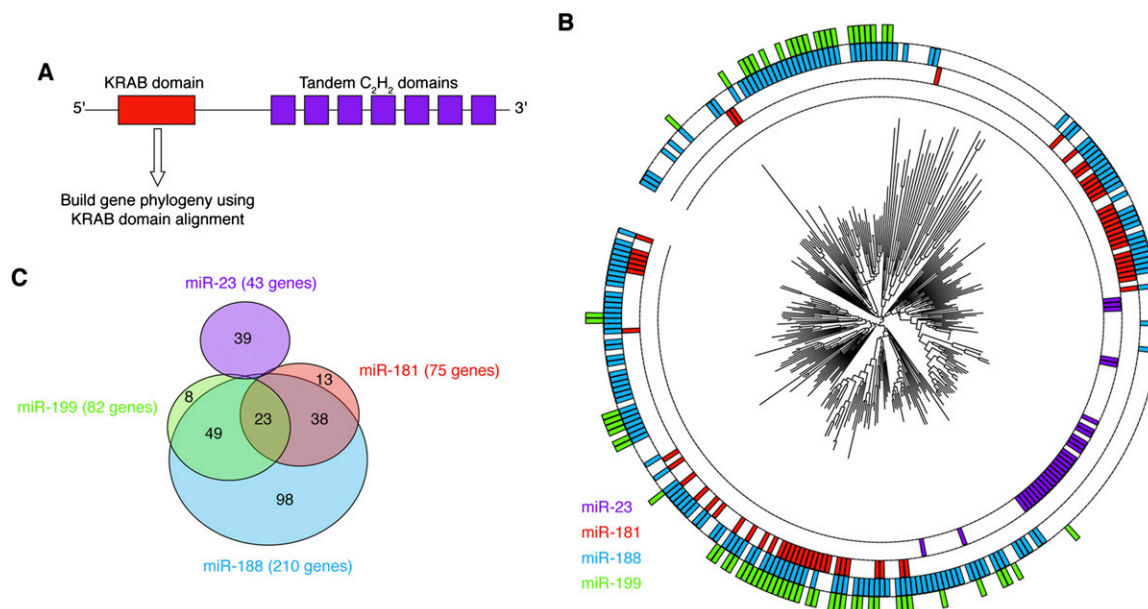 A
KRAB domain
Tandem C₂H₂ domains
5'
3'
Build gene phylogeny using
KRAB domain alignment
B
miR-23
miR-181
miR-188
miR-199
C
miR-23 (43 genes)
39
miR-181 (75 genes)
13
miR-199 (82 genes)
8
49
23
38
98
miR-188 (210 genes)